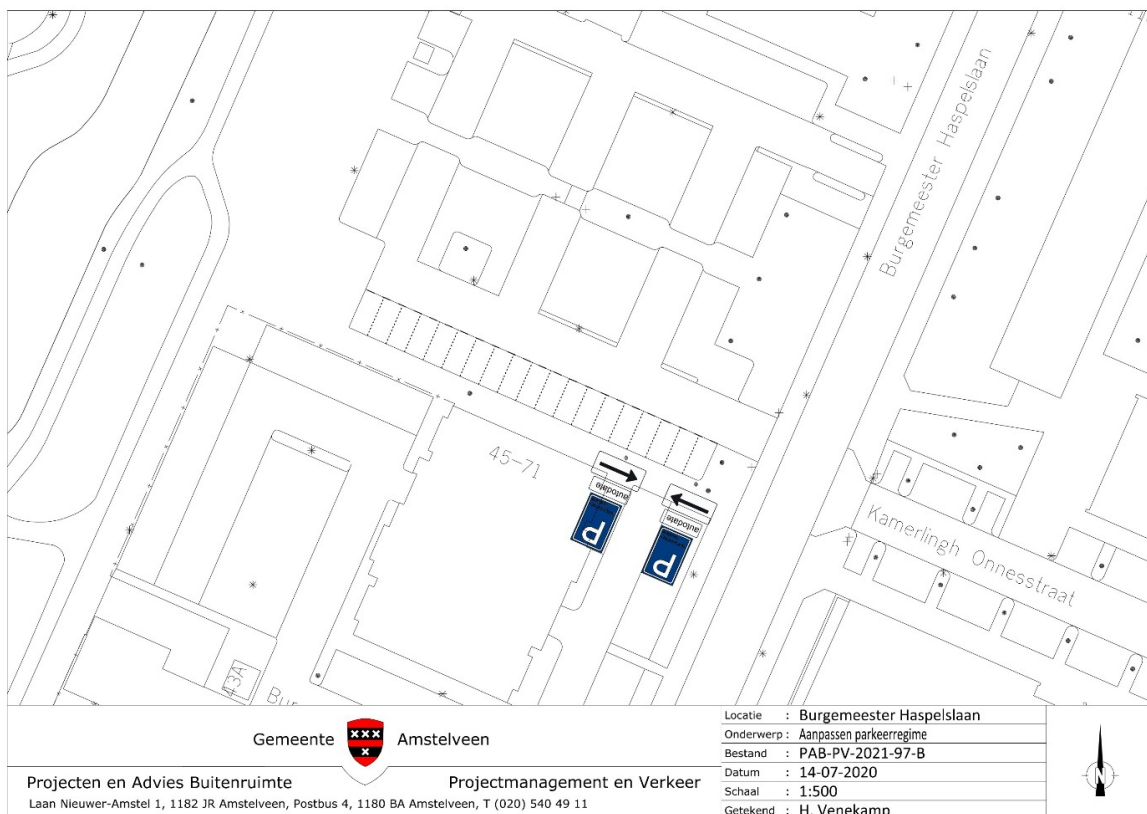 Burgemeester Haspelslaan
45-71
autodate
P
autodate
P
Kamerlingh Onnesstraat
43A
Gemeente Amstelveen
Projecten en Advies Buitenruimte Projectmanagement en Verkeer
Laan Nieuwer-Amstel 1, 1182 JR Amstelveen, Postbus 4, 1180 BA Amstelveen, T (020) 540 49 11
Locatie : Burgemeester Haspelslaan
Onderwerp : Aanpassen parkeerregime
Bestand : PAB-PV-2021-97-B
Datum : 14-07-2020
Schaal : 1:500
Getekend : H. Venekamp
N